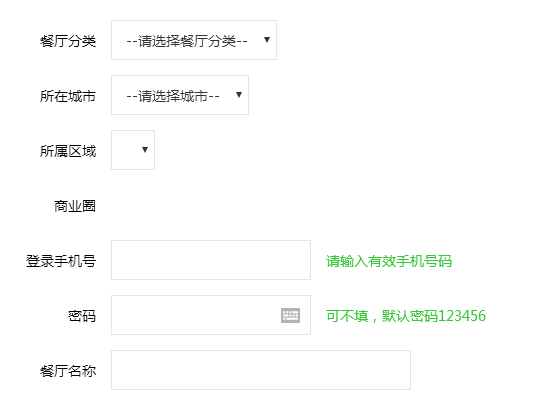 餐厅分类 --请选择餐厅分类--
所在城市 --请选择城市--
所属区域
商业圈
登录手机号 请输入有效手机号码
密码 可不填，默认密码123456
餐厅名称